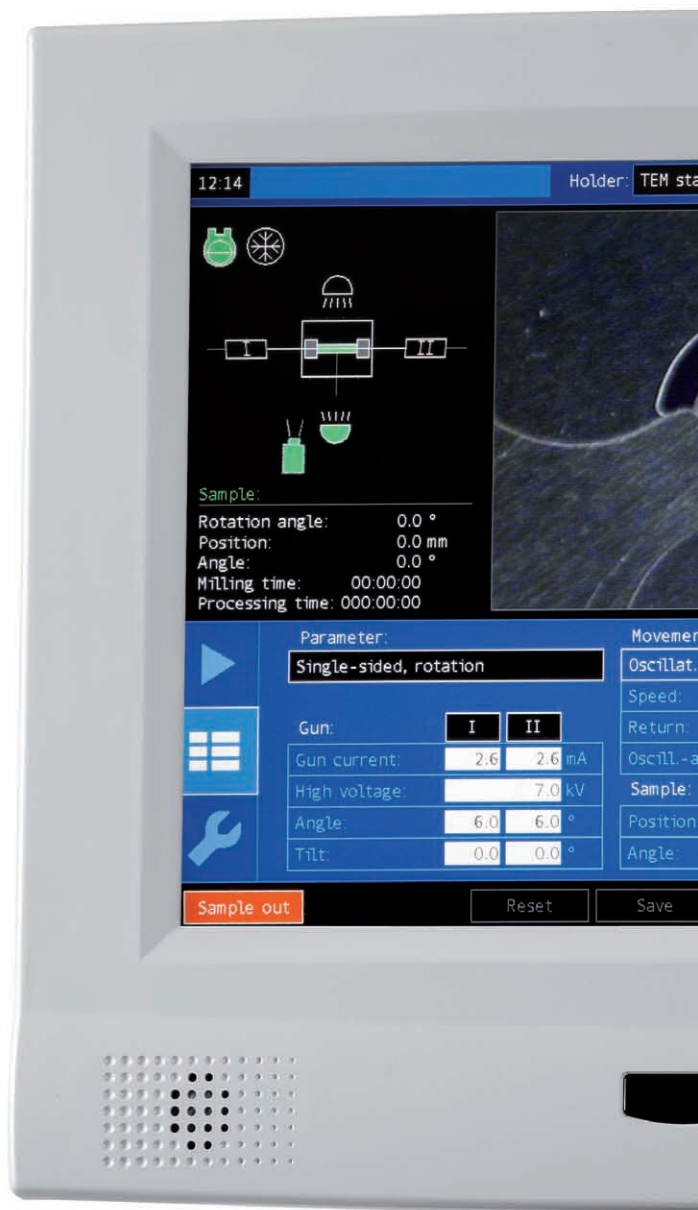 12:14
Holder: TEM sta
I II
Sample:
Rotation angle: 0.0 °
Position: 0.0 mm
Angle: 0.0 °
Milling time: 00:00:00
Processing time: 000:00:00
Parameter: Movemen
Single-sided, rotation Oscillat.
Speed:
Gun: I II Return:
Gun current: 2.6 2.6 mA Oscill.-a
High voltage: 7.0 kV Sample:
Angle: 6.0 6.0 ° Position
Tilt: 0.0 0.0 ° Angle:
Sample out Reset Save